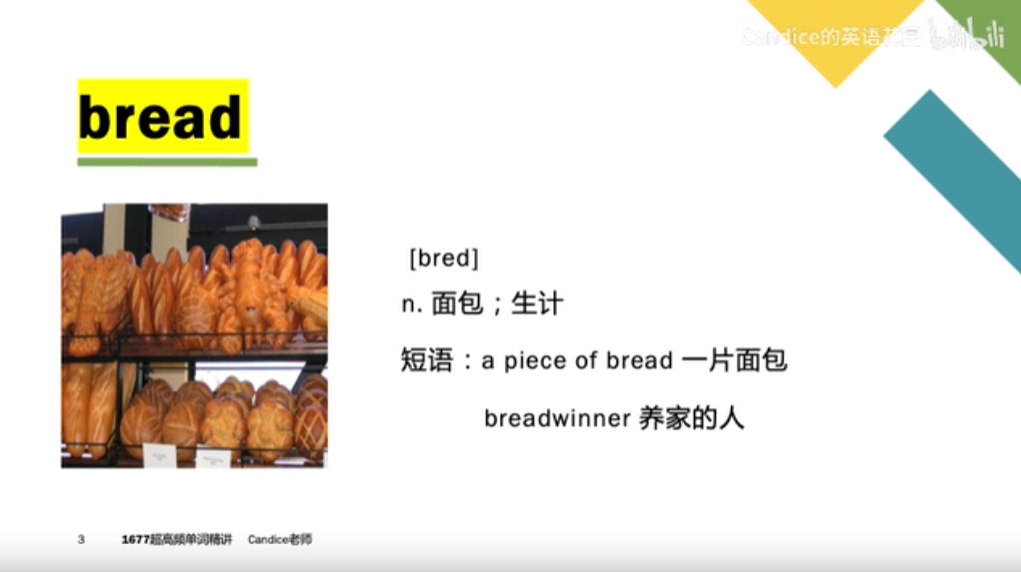 Candice的英语花园 bilibili
bread
[bred]
n. 面包；生计
短语：a piece of bread 一片面包
breadwinner 养家的人
3 1677超高频单词精讲 Candice老师